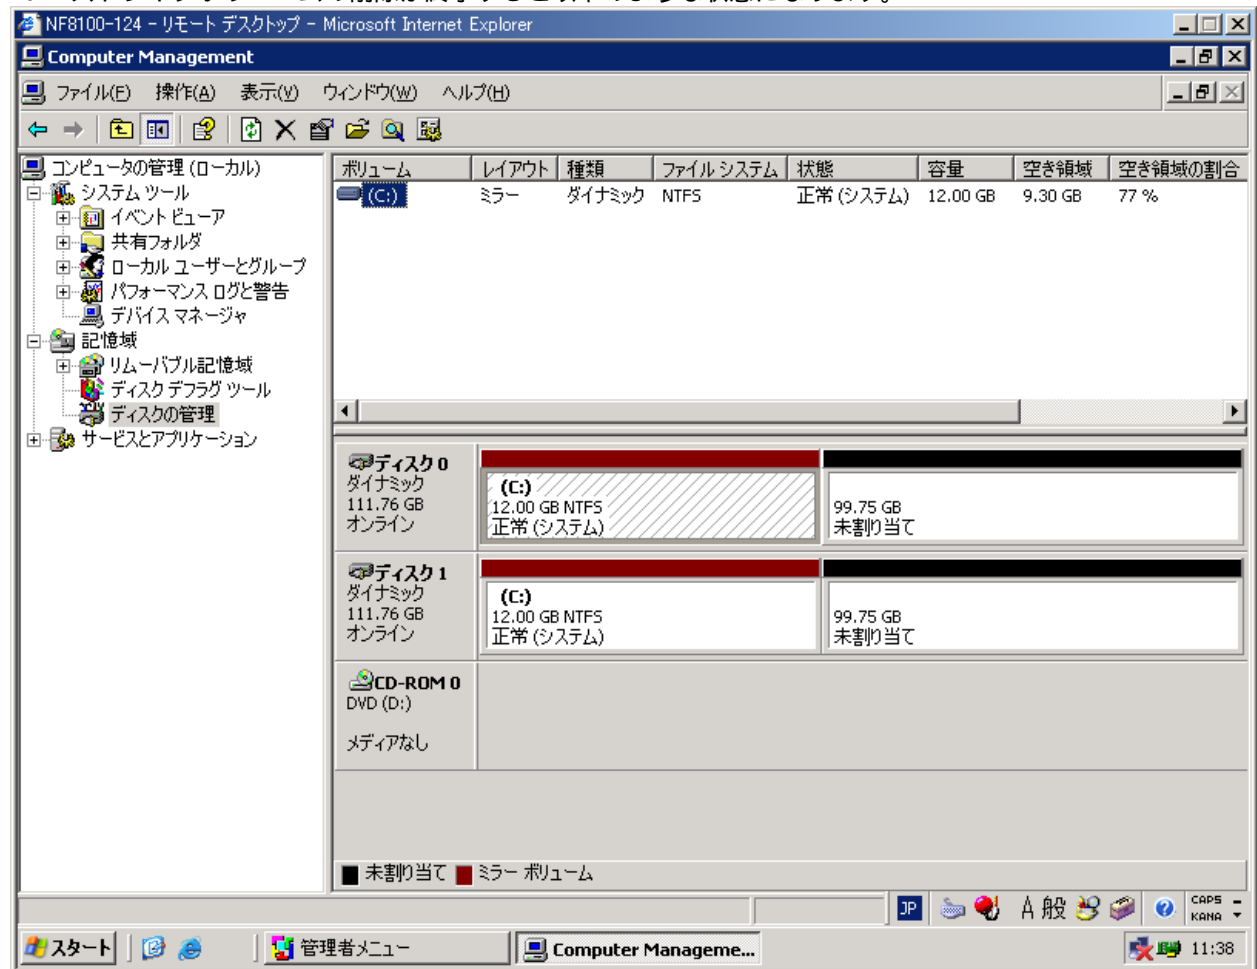 NF8100-124 - リモート デスクトップ - Microsoft Internet Explorer
Computer Management
ファイル(F) 操作(A) 表示(V) ウィンドウ(W) ヘルプ(H)
コンピュータの管理 (ローカル)
システム ツール
イベント ビューア
共有フォルダ
ローカル ユーザーとグループ
パフォーマンス ログと警告
デバイス マネージャ
記憶域
リムーバブル記憶域
ディスク デフラグ ツール
ディスクの管理
サービスとアプリケーション
ボリューム レイアウト 種類 ファイル システム 状態 容量 空き領域 空き領域の割合
(C:) ミラー ダイナミック NTFS 正常 (システム) 12.00 GB 9.30 GB 77 %
ディスク 0
ダイナミック
111.76 GB
オンライン
(C:)
12.00 GB NTFS
正常 (システム)
99.75 GB
未割り当て
ディスク 1
ダイナミック
111.76 GB
オンライン
(C:)
12.00 GB NTFS
正常 (システム)
99.75 GB
未割り当て
CD-ROM 0
DVD (D:)
メディアなし
未割り当て ミラー ボリューム
JP A 般 CAPS
KANA
スタート 管理者メニュー Computer Manageme... 11:38